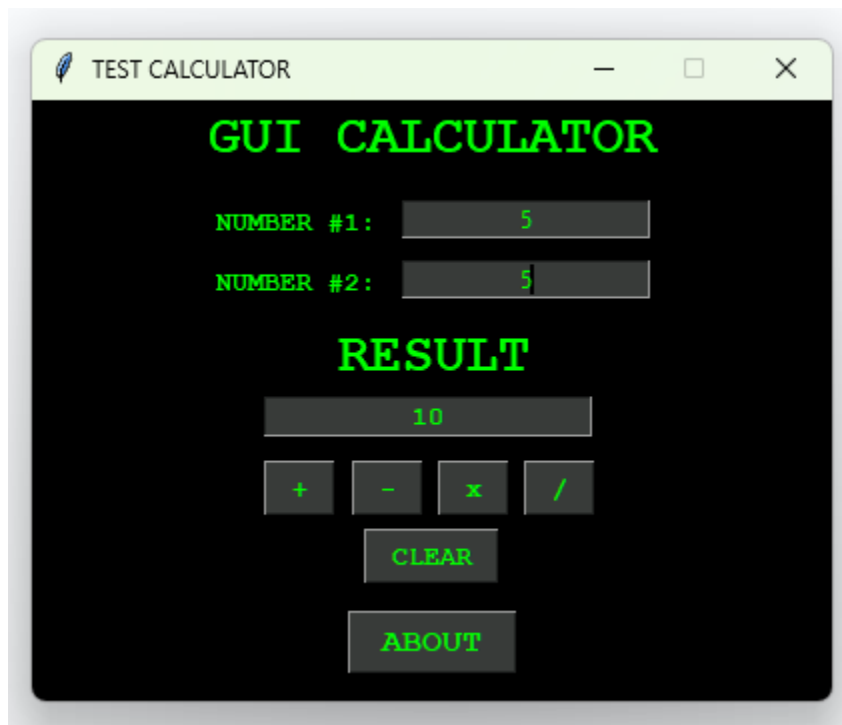 TEST CALCULATOR
GUI CALCULATOR
NUMBER #1: 5
NUMBER #2: 5
RESULT
10
+ - x /
CLEAR
ABOUT